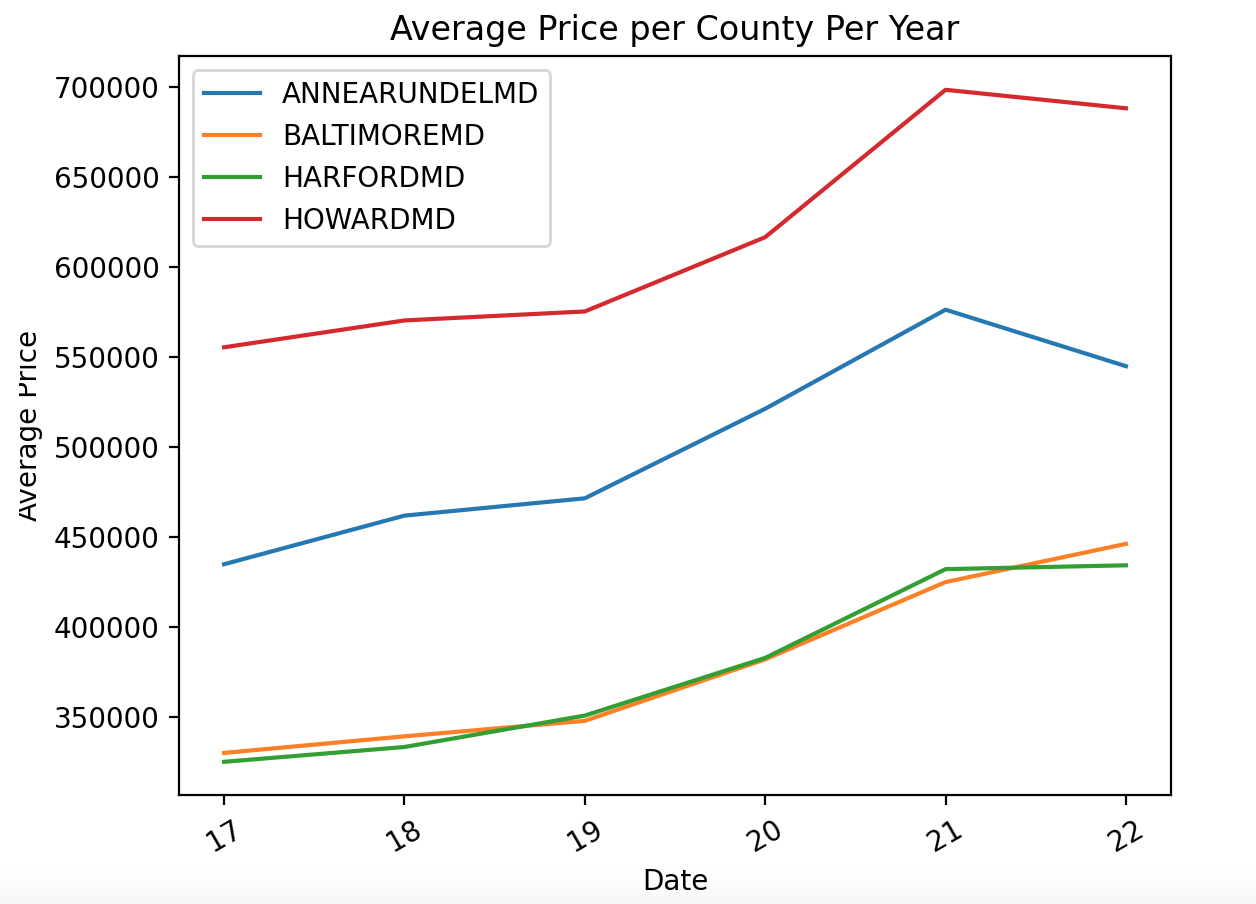 Average Price per County Per Year
700000
650000
600000
550000
500000
450000
400000
350000
Average Price
ANNEARUNDELMD
BALTIMOREMD
HARFORDMD
HOWARDMD
17
18
19
20
21
22
Date